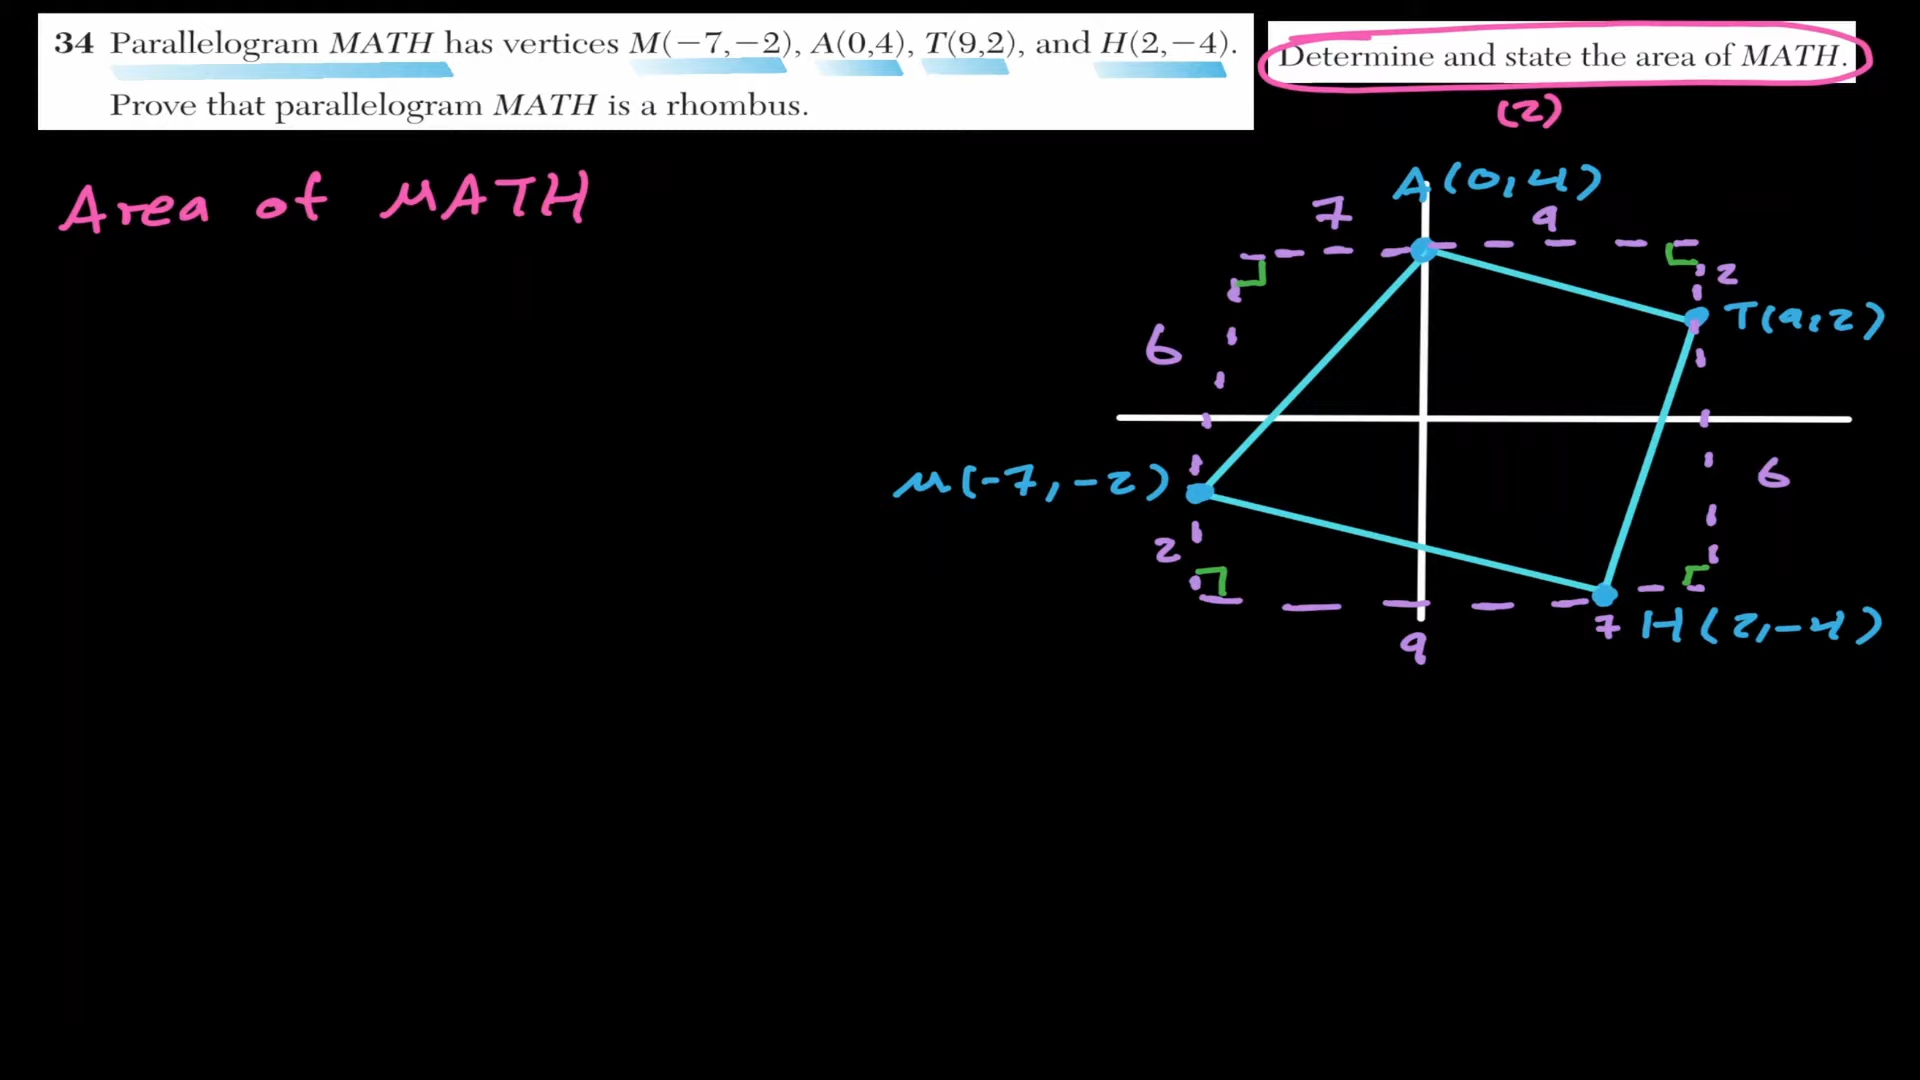 34 Parallelogram MATH has vertices M(−7,−2), A(0,4), T(9,2), and H(2,−4).
Prove that parallelogram MATH is a rhombus.
Determine and state the area of MATH.
(2)
Area of MATH
A(0,4)
7
9
2
T(9,2)
6
M(-7,-2)
6
2
7
H(2,-4)
9